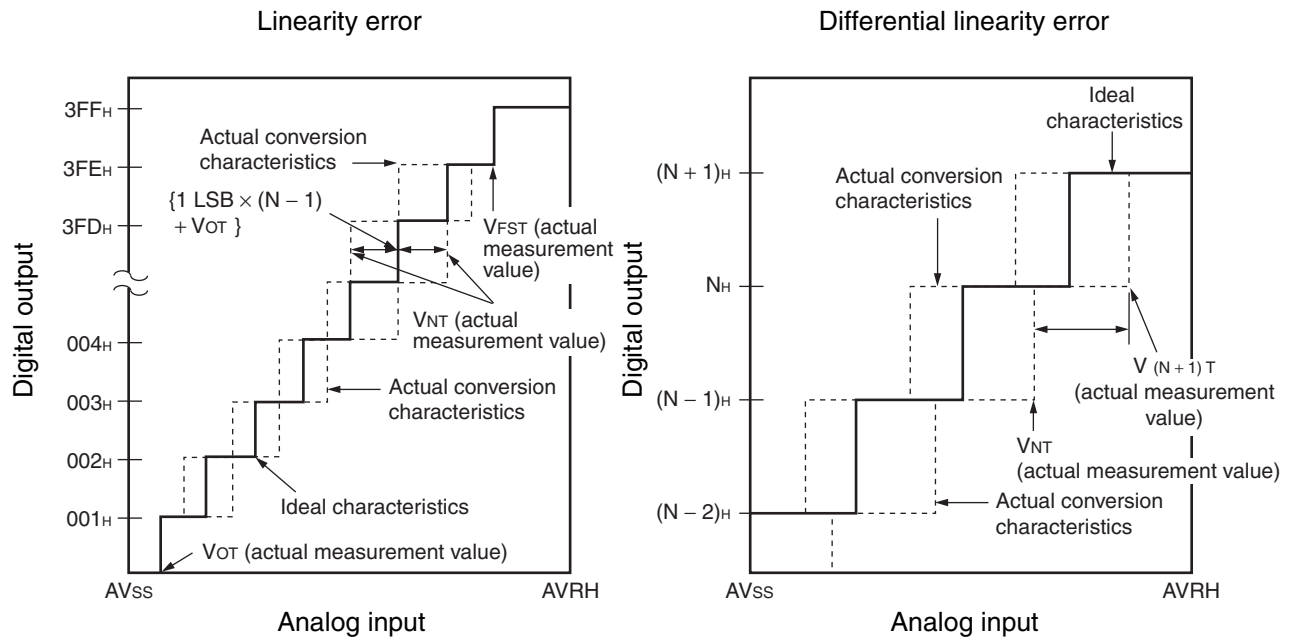 Linearity error
3FFH
3FEH
3FDH
004H
003H
002H
001H
Digital output
Actual conversion
characteristics
{1 LSB × (N – 1)
+ VOT }
VFST (actual
measurement
value)
VNT (actual
measurement value)
Actual conversion
characteristics
Ideal characteristics
VOT (actual measurement value)
AVSS
AVRH
Analog input
Differential linearity error
(N + 1)H
NH
(N – 1)H
(N – 2)H
Digital output
Ideal
characteristics
Actual conversion
characteristics
V (N + 1) T
(actual measurement
value)
VNT
(actual measurement value)
Actual conversion
characteristics
AVSS
AVRH
Analog input